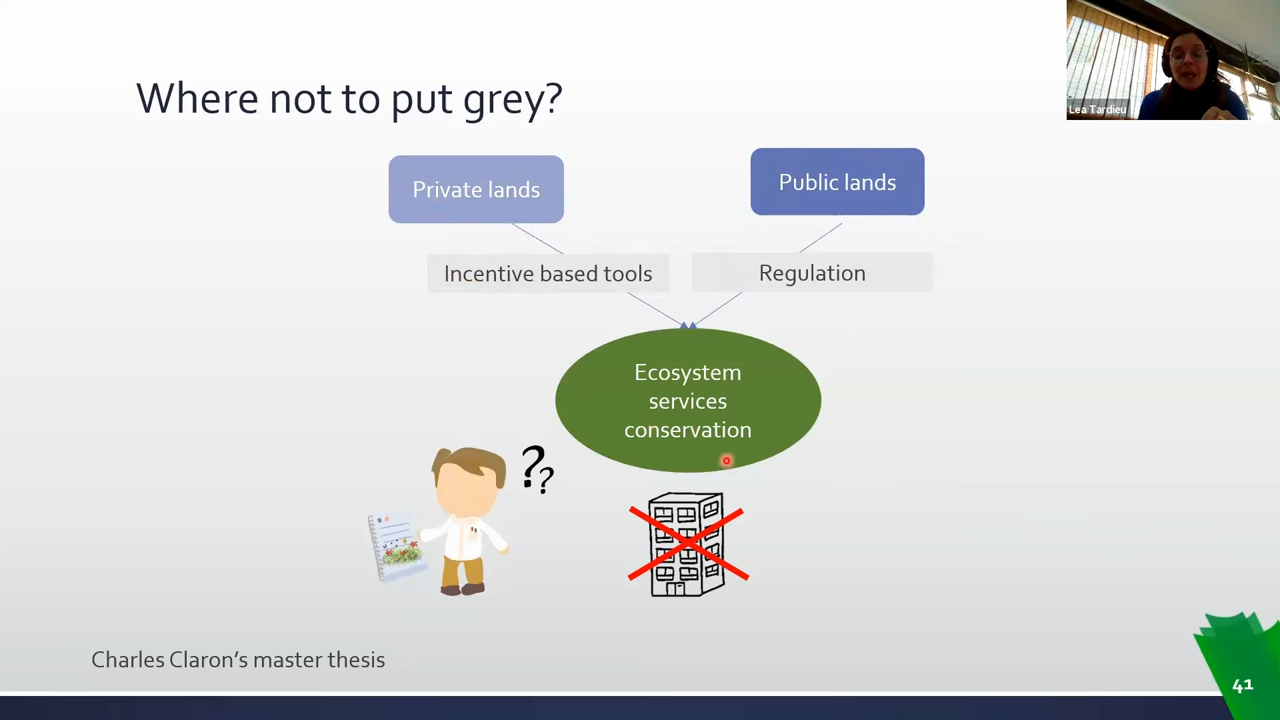 Lea Tardieu
Where not to put grey?
Private lands
Public lands
Incentive based tools
Regulation
Ecosystem
services
conservation
??
Charles Claron's master thesis
41